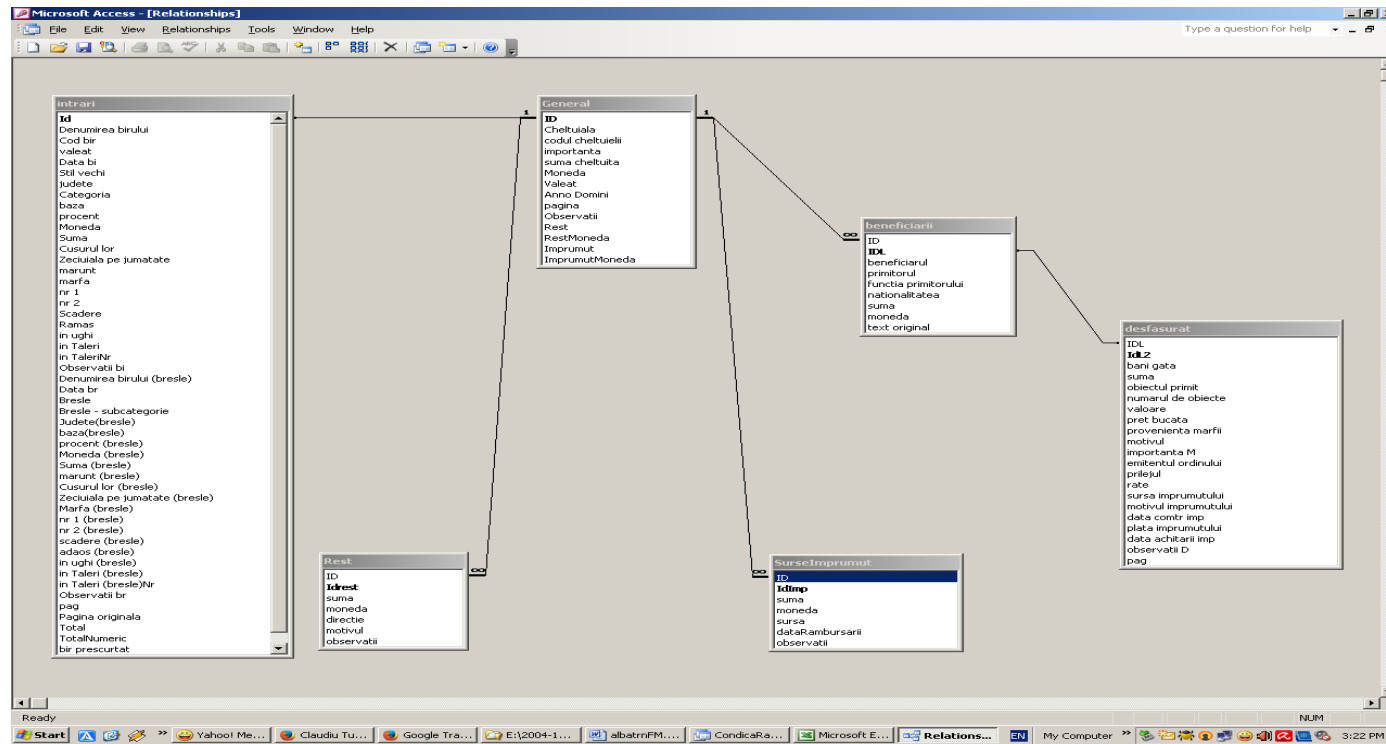 Microsoft Access - [Relationships]
File Edit View Relationships Tools Window Help
Type a question for help
intrari
Id
Denumirea birului
Cod bir
valeat
Data bi
Stil vechi
judete
Categoria
baza
procent
Moneda
Suma
Cusurul lor
Zeciuiala pe jumatate
marunt
marfa
nr 1
nr 2
Scadere
Ramas
in ughi
in Taleri
in TaleriNr
Observatii bi
Denumirea birului (bresle)
Data br
Bresle
Bresle - subcategorie
Judete(bresle)
baza(bresle)
procent (bresle)
Moneda (bresle)
Suma (bresle)
marunt (bresle)
Cusurul lor (bresle)
Zeciuiala pe jumatate (bresle)
Marfa (bresle)
nr 1 (bresle)
nr 2 (bresle)
scadere (bresle)
adaos (bresle)
in ughi (bresle)
in Taleri (bresle)
in Taleri (bresle)Nr
Observatii br
pag
Pagina originala
Total
TotalNumeric
bir prescurtat
1
General
ID
Cheltuiala
codul cheltuielii
importanta
suma cheltuita
Moneda
Valeat
Anno Domini
pagina
Observatii
Rest
RestMoneda
Imprumut
ImprumutMoneda
1
∞
beneficiarii
ID
IDL
beneficiarul
primitorul
functia primitorului
nationalitatea
suma
moneda
text original
desfasurat
IDL
IdL2
bani gata
suma
obiectul primit
numarul de obiecte
valoare
pret bucata
provenienta marfii
motivul
importanta M
emitentul ordinului
prilejul
rate
sursa imprumutului
motivul imprumutului
data comtr imp
plata imprumutului
data achitarii imp
observatii D
pag
Rest
ID
Idrest
suma
moneda
directie
motivul
observatii
∞
∞
SurseImprumut
ID
IdImp
suma
moneda
sursa
dataRambursarii
observatii
Ready
NUM
Start
Yahoo! Me...
Claudiu Tu...
Google Tra...
E:\2004-1...
albatrnFM....
CondicaRa...
Microsoft E...
Relations...
EN
My Computer
3:22 PM